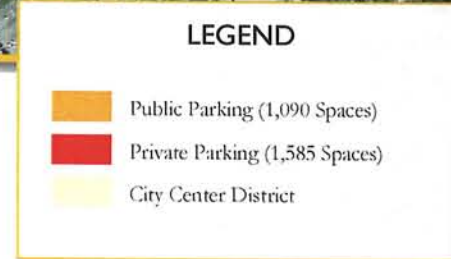 LEGEND
Public Parking (1,090 Spaces)
Private Parking (1,585 Spaces)
City Center District